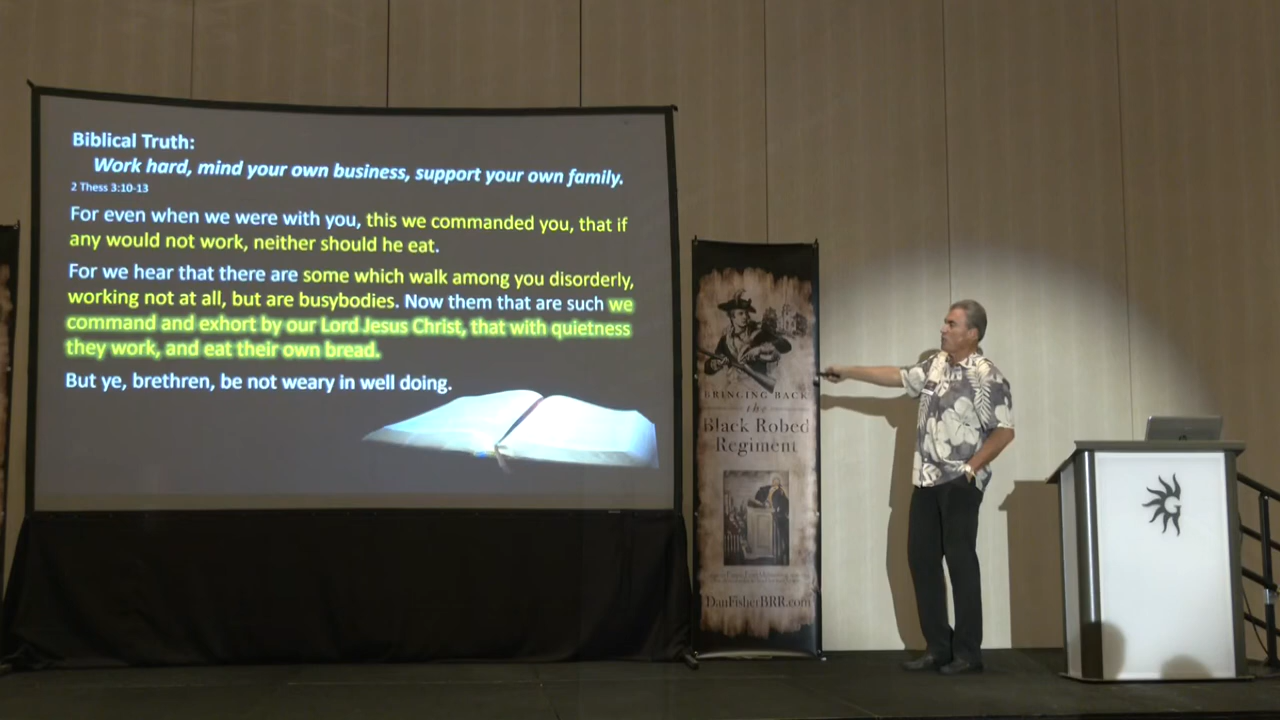 Biblical Truth:
Work hard, mind your own business, support your own family.
2 Thess 3:10-13
For even when we were with you, this we commanded you, that if
any would not work, neither should he eat.
For we hear that there are some which walk among you disorderly,
working not at all, but are busybodies. Now them that are such we
command and exhort by our Lord Jesus Christ, that with quietness
they work, and eat their own bread.
But ye, brethren, be not weary in well doing.
BRINGING BACK
the
Black Robed
Regiment
DanFisherBRR.com